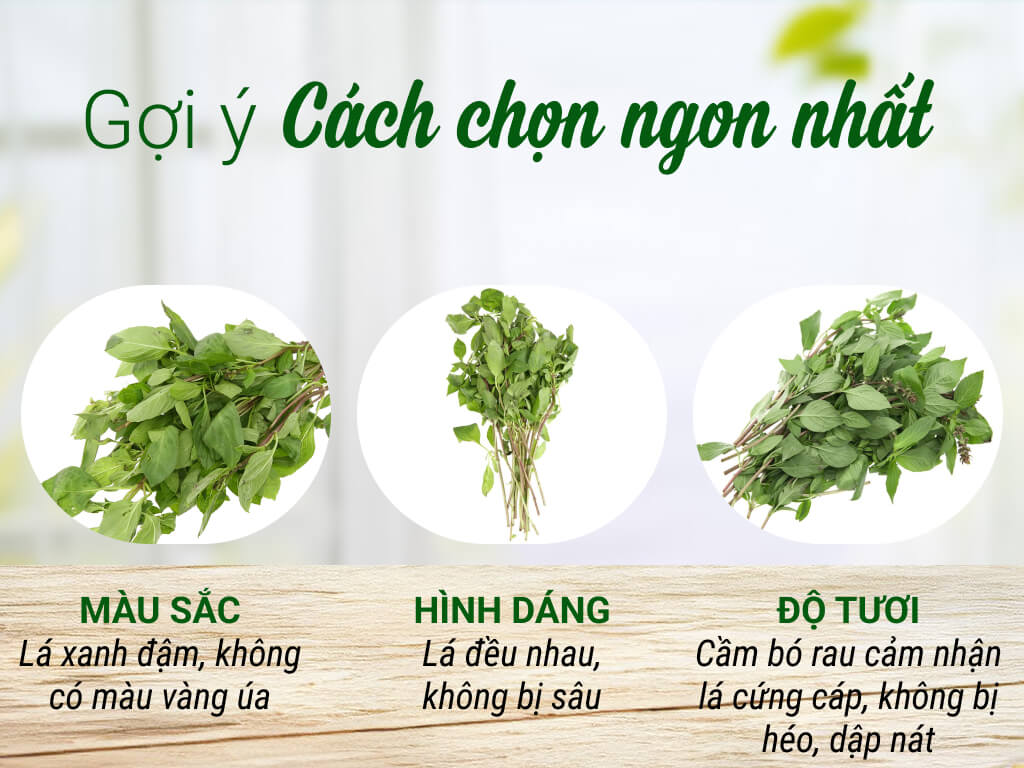 Gợi ý Cách chọn ngon nhất
MÀU SẮC
Lá xanh đậm, không
có màu vàng úa
HÌNH DÁNG
Lá đều nhau,
không bị sâu
ĐỘ TƯƠI
Cầm bó rau cảm nhận
lá cứng cáp, không bị
héo, dập nát